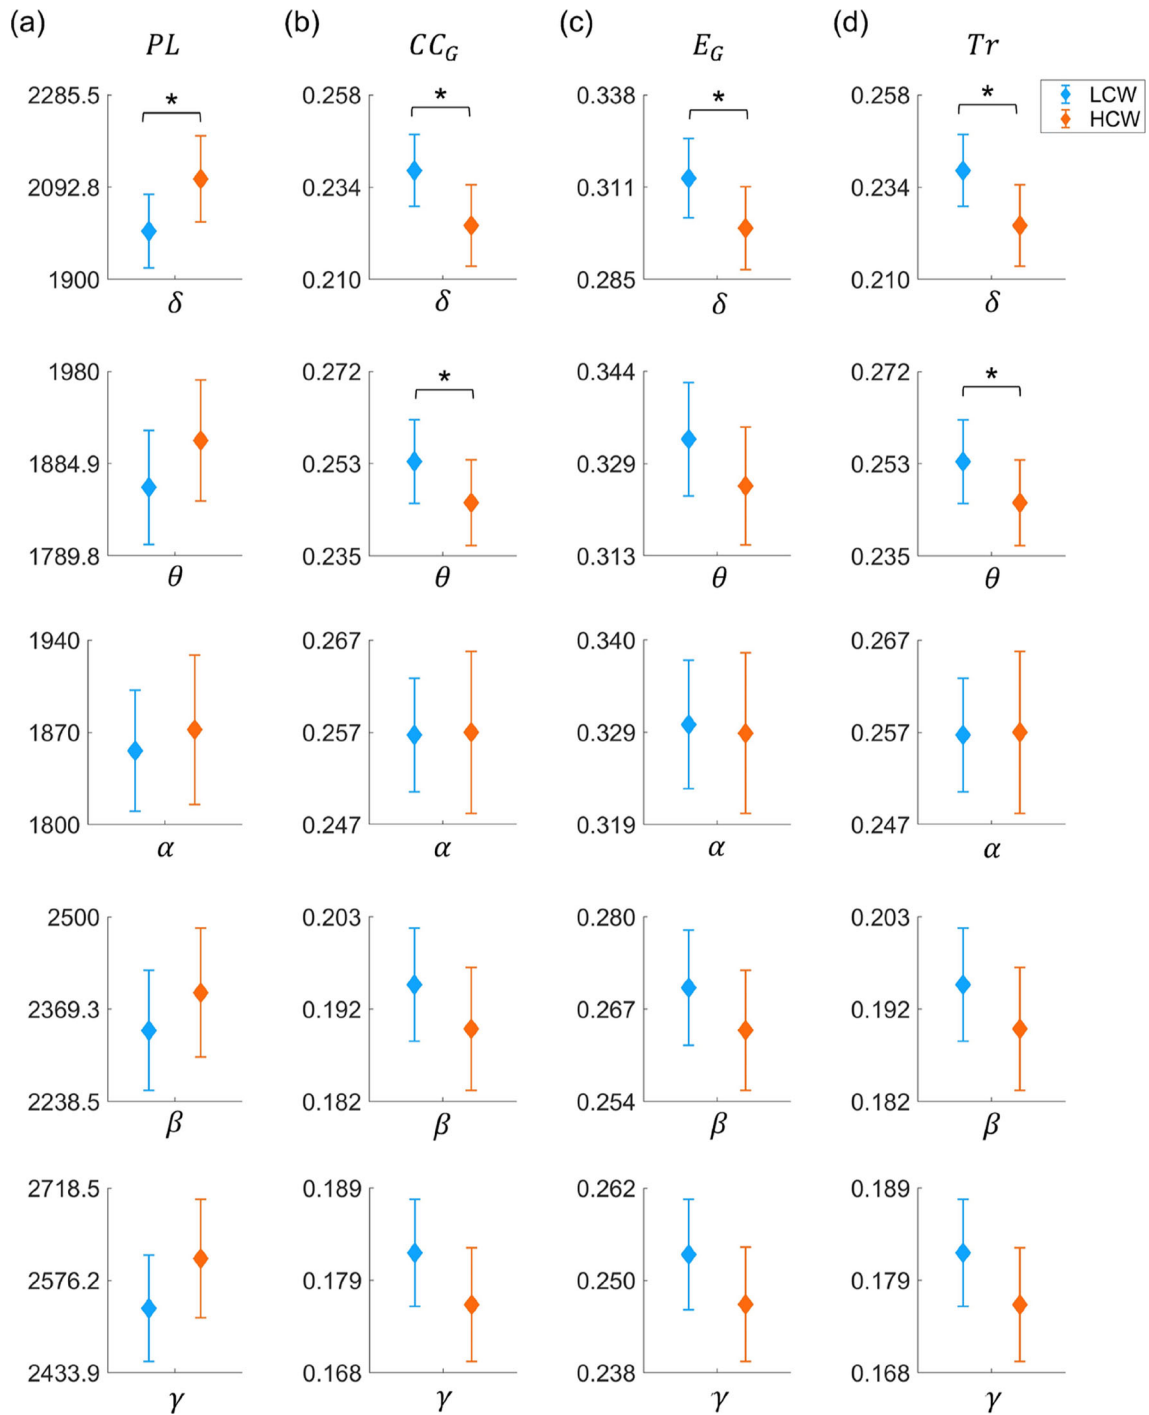 (a) (b) (c) (d)
PL CC_G E_G Tr
LCW
HCW
2285.5 0.258 0.338 0.258
* * * *
2092.8 0.234 0.311 0.234
1900 0.210 0.285 0.210
δ δ δ δ
1980 0.272 0.344 0.272
* *
1884.9 0.253 0.329 0.253
1789.8 0.235 0.313 0.235
θ θ θ θ
1940 0.267 0.340 0.267
1870 0.257 0.329 0.257
1800 0.247 0.319 0.247
α α α α
2500 0.203 0.280 0.203
2369.3 0.192 0.267 0.192
2238.5 0.182 0.254 0.182
β β β β
2718.5 0.189 0.262 0.189
2576.2 0.179 0.250 0.179
2433.9 0.168 0.238 0.168
γ γ γ γ